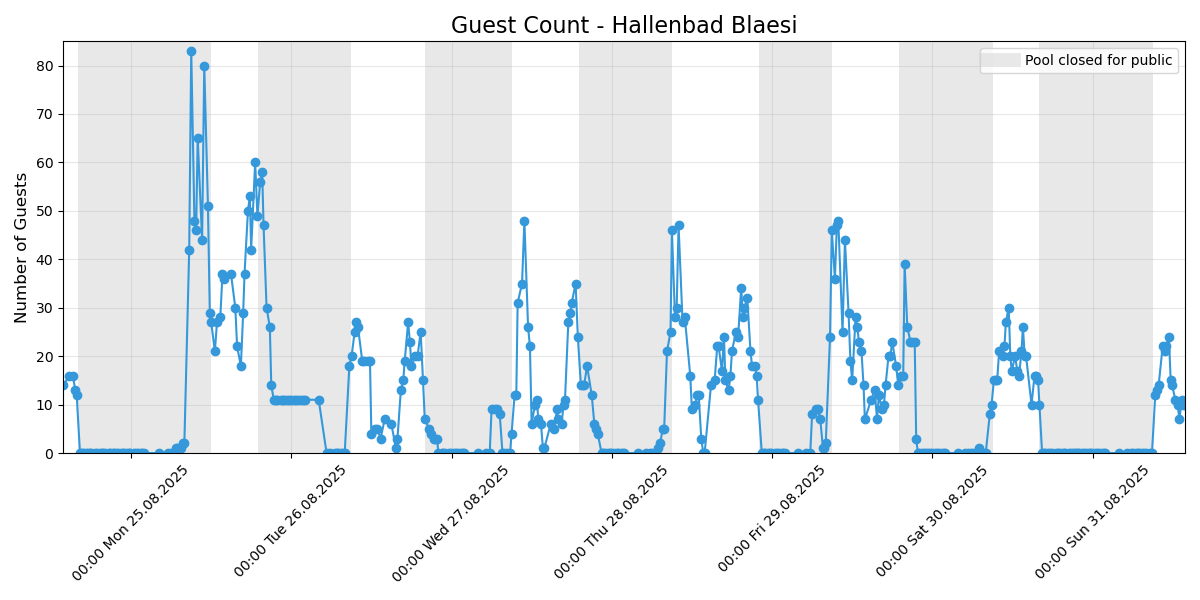 Guest Count - Hallenbad Blaesi
Pool closed for public
Number of Guests
80
70
60
50
40
30
20
10
0
00:00 Mon 25.08.2025
00:00 Tue 26.08.2025
00:00 Wed 27.08.2025
00:00 Thu 28.08.2025
00:00 Fri 29.08.2025
00:00 Sat 30.08.2025
00:00 Sun 31.08.2025